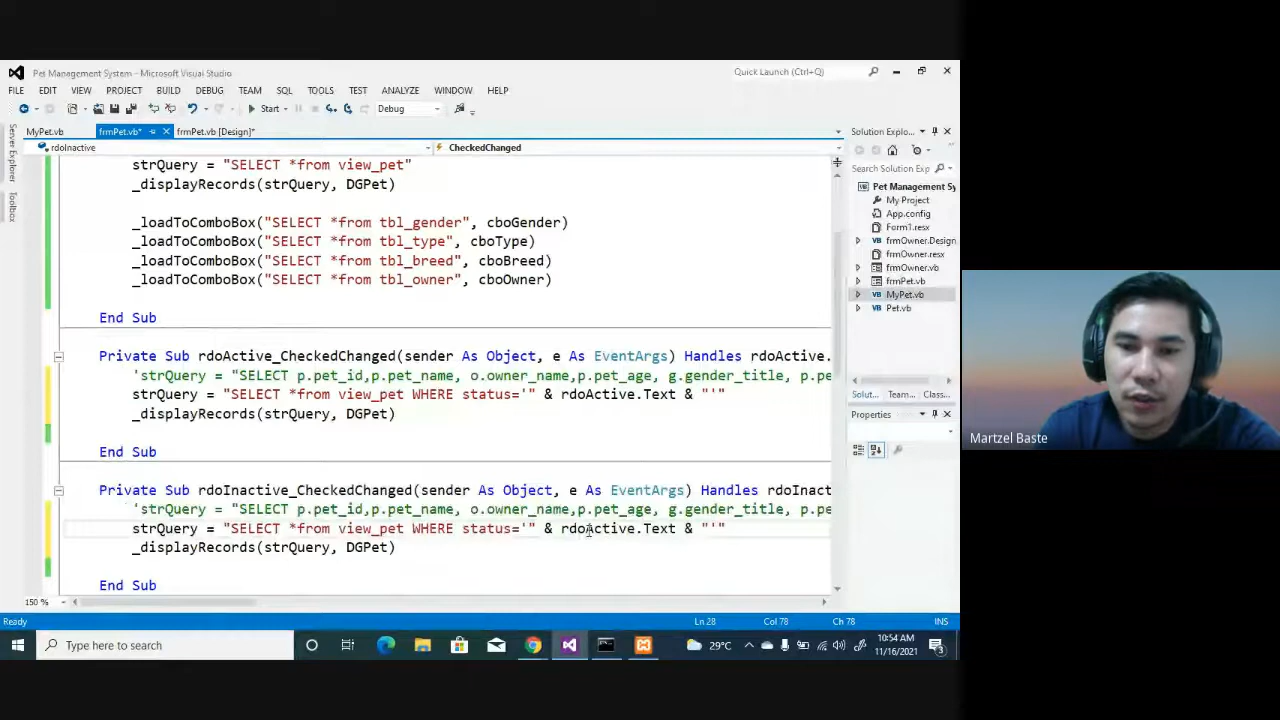 Pet Management System - Microsoft Visual Studio
Quick Launch (Ctrl+Q)
FILE EDIT VIEW PROJECT BUILD DEBUG TEAM SQL TOOLS TEST ANALYZE WINDOW HELP
Start Debug
MyPet.vb frmPet.vb* frmPet.vb [Design]*
rdoInactive CheckedChanged
Server Explorer
Toolbox
strQuery = "SELECT *from view_pet"
_displayRecords(strQuery, DGPet)
_loadToComboBox("SELECT *from tbl_gender", cboGender)
_loadToComboBox("SELECT *from tbl_type", cboType)
_loadToComboBox("SELECT *from tbl_breed", cboBreed)
_loadToComboBox("SELECT *from tbl_owner", cboOwner)
End Sub
Private Sub rdoActive_CheckedChanged(sender As Object, e As EventArgs) Handles rdoActive.
'strQuery = "SELECT p.pet_id,p.pet_name, o.owner_name,p.pet_age, g.gender_title, p.pe
strQuery = "SELECT *from view_pet WHERE status='" & rdoActive.Text & "'"
_displayRecords(strQuery, DGPet)
End Sub
Private Sub rdoInactive_CheckedChanged(sender As Object, e As EventArgs) Handles rdoInact
'strQuery = "SELECT p.pet_id,p.pet_name, o.owner_name,p.pet_age, g.gender_title, p.pe
strQuery = "SELECT *from view_pet WHERE status='" & rdoActive.Text & "'"
_displayRecords(strQuery, DGPet)
End Sub
150 %
Solution Explo...
Search Solution Exp
Pet Management Sy
My Project
App.config
Form1.resx
frmOwner.Design
frmOwner.resx
frmOwner.vb
frmPet.vb
MyPet.vb
Pet.vb
Solut... Team... Class...
Properties
Martzel Baste
Ready Ln 28 Col 78 Ch 78 INS
Type here to search
29°C
10:54 AM
11/16/2021
3